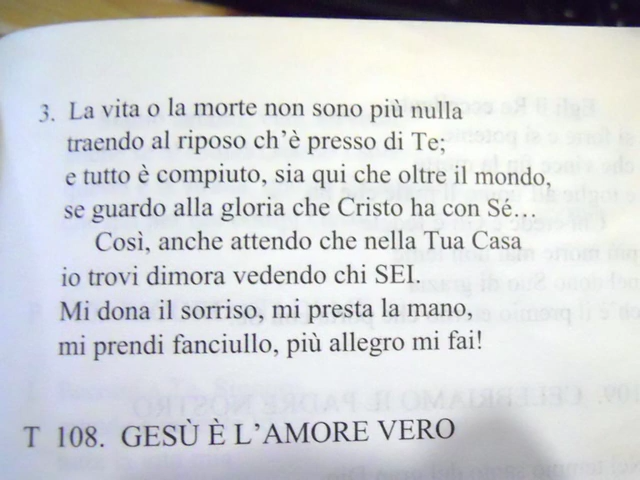 3. La vita o la morte non sono più nulla
traendo al riposo ch'è presso di Te;
e tutto è compiuto, sia qui che oltre il mondo,
se guardo alla gloria che Cristo ha con Sé...
Così, anche attendo che nella Tua Casa
io trovi dimora vedendo chi SEI.
Mi dona il sorriso, mi presta la mano,
mi prendi fanciullo, più allegro mi fai!
T 108. GESÙ È L'AMORE VERO